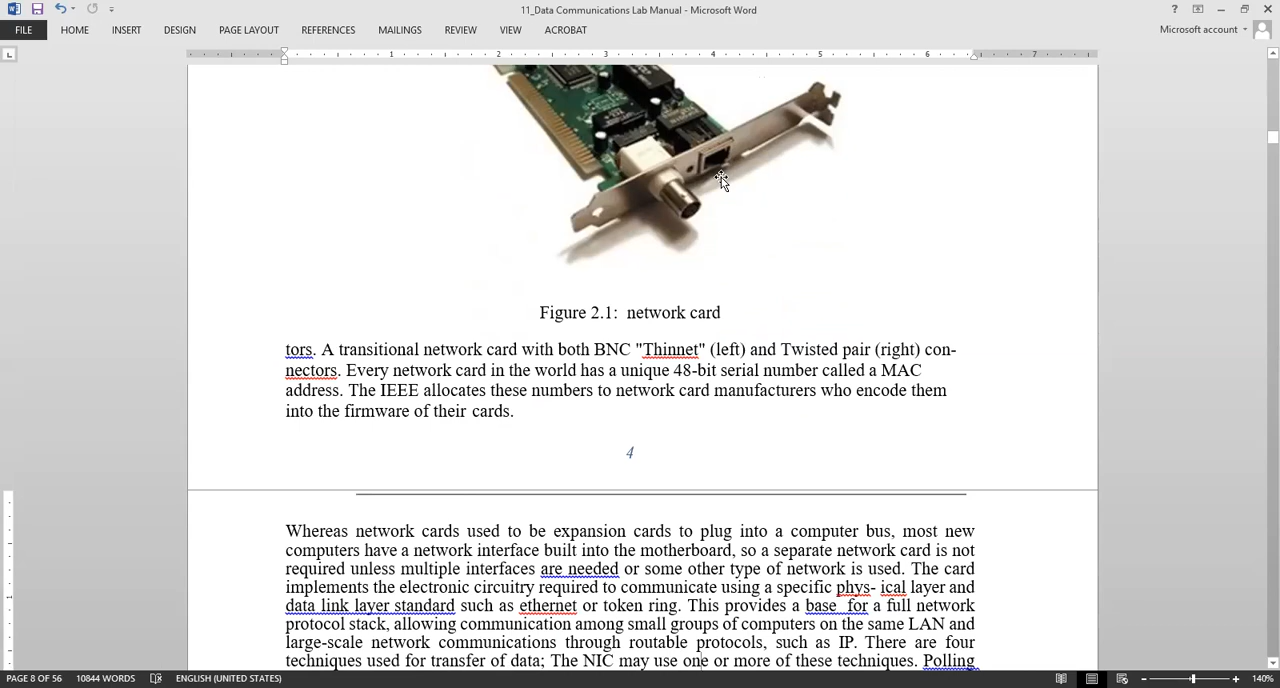 11_Data Communications Lab Manual - Microsoft Word
FILE HOME INSERT DESIGN PAGE LAYOUT REFERENCES MAILINGS REVIEW VIEW ACROBAT Microsoft account
1 2 3 4 5 6 7
Figure 2.1: network card
tors. A transitional network card with both BNC "Thinnet" (left) and Twisted pair (right) con-
nectors. Every network card in the world has a unique 48-bit serial number called a MAC
address. The IEEE allocates these numbers to network card manufacturers who encode them
into the firmware of their cards.
4
Whereas network cards used to be expansion cards to plug into a computer bus, most new
computers have a network interface built into the motherboard, so a separate network card is not
required unless multiple interfaces are needed or some other type of network is used. The card
implements the electronic circuitry required to communicate using a specific phys- ical layer and
data link layer standard such as ethernet or token ring. This provides a base for a full network
protocol stack, allowing communication among small groups of computers on the same LAN and
large-scale network communications through routable protocols, such as IP. There are four
techniques used for transfer of data; The NIC may use one or more of these techniques. Polling
PAGE 8 OF 56 10844 WORDS ENGLISH (UNITED STATES) 140%